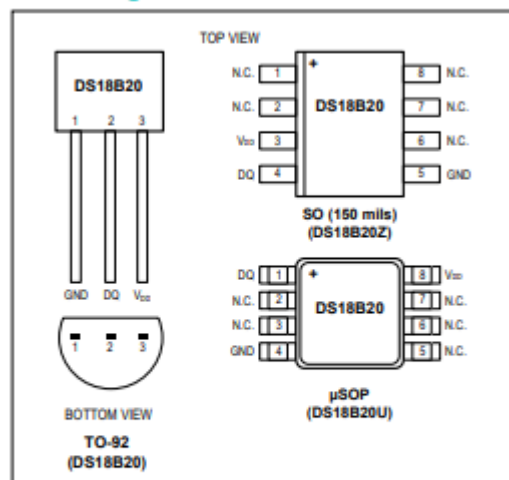 TOP VIEW
DS18B20
1 2 3
GND DQ VDD
1 2 3
BOTTOM VIEW
TO-92
(DS18B20)
+
DS18B20
N.C. 1 8 N.C.
N.C. 2 7 N.C.
VDD 3 6 N.C.
DQ 4 5 GND
SO (150 mils)
(DS18B20Z)
+
DS18B20
DQ 1 8 VDD
N.C. 2 7 N.C.
N.C. 3 6 N.C.
GND 4 5 N.C.
µSOP
(DS18B20U)